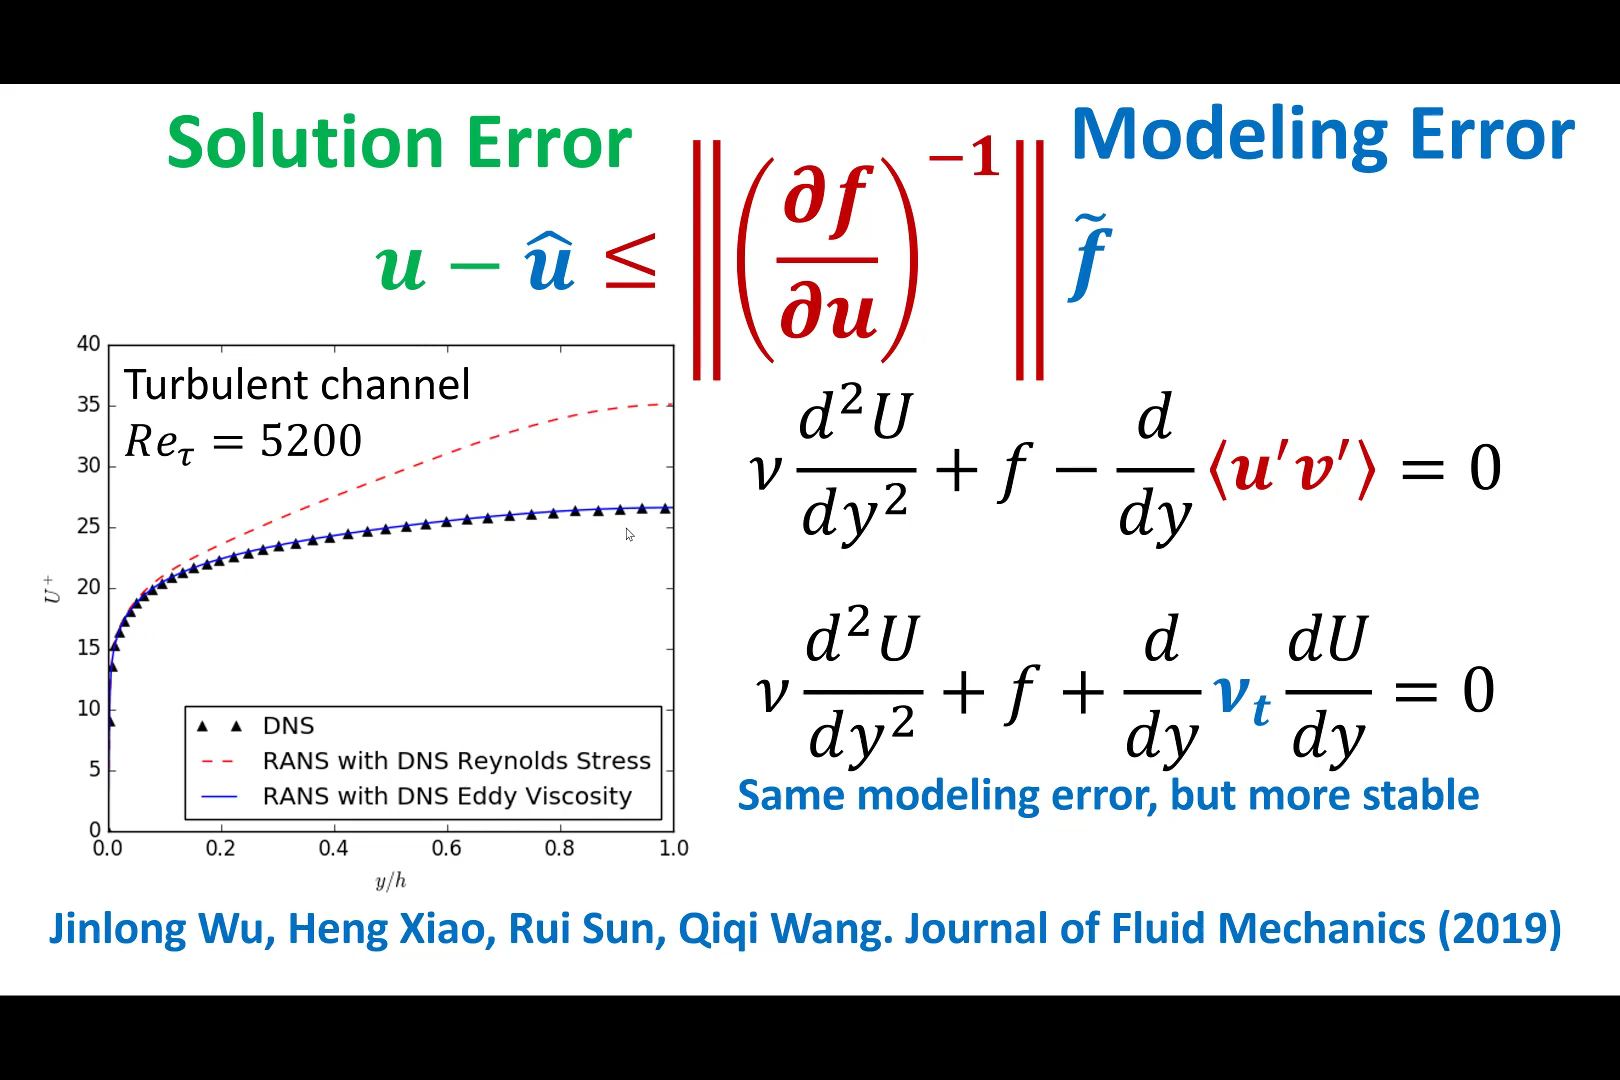 Solution Error
Modeling Error
u − û ≤ ‖(∂f/∂u)⁻¹‖ f̃
Turbulent channel
Re_τ = 5200
40
35
30
25
20
15
10
5
0
U⁺
0.0 0.2 0.4 0.6 0.8 1.0
y/h
DNS
RANS with DNS Reynolds Stress
RANS with DNS Eddy Viscosity
ν d²U/dy² + f − d/dy ⟨u′v′⟩ = 0
ν d²U/dy² + f + d/dy ν_t dU/dy = 0
Same modeling error, but more stable
Jinlong Wu, Heng Xiao, Rui Sun, Qiqi Wang. Journal of Fluid Mechanics (2019)